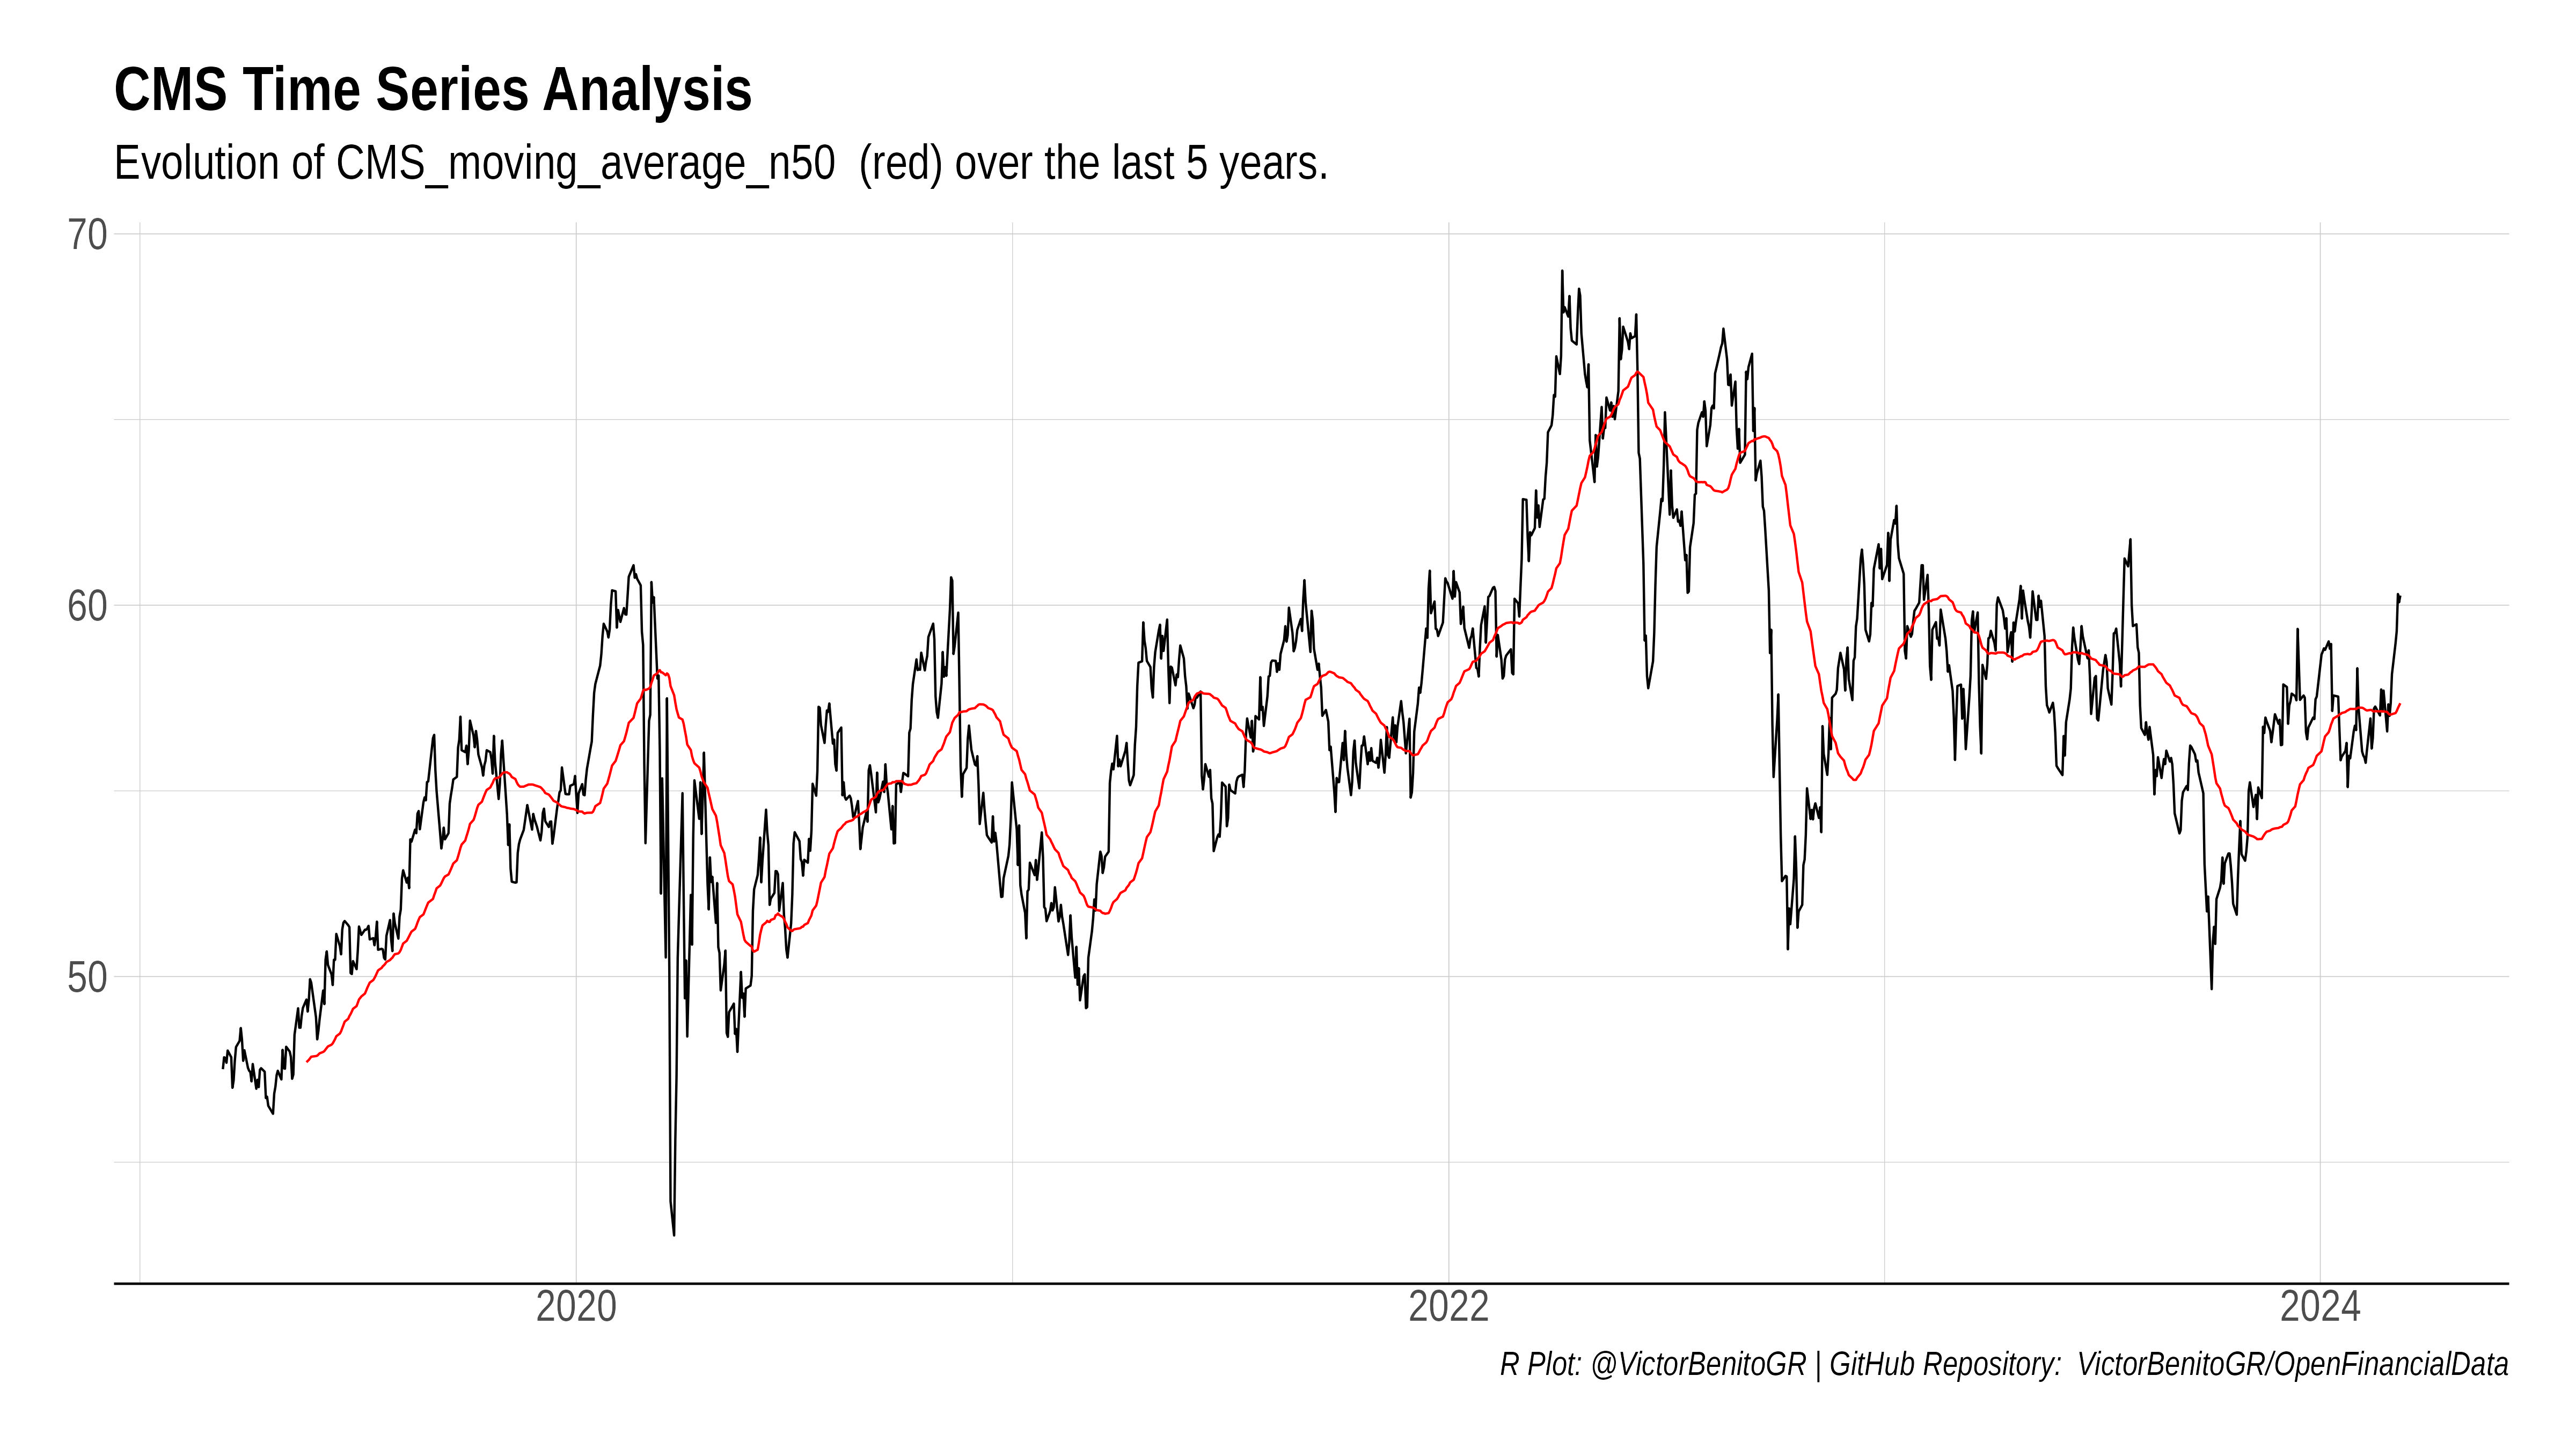 CMS Time Series Analysis
Evolution of CMS_moving_average_n50  (red) over the last 5 years.
70
60
50
2020 2022 2024
R Plot: @VictorBenitoGR | GitHub Repository:  VictorBenitoGR/OpenFinancialData